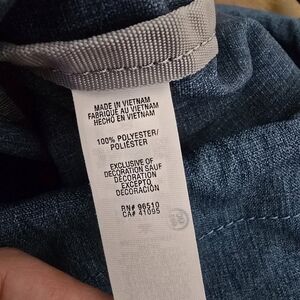 MADE IN VIETNAM
FABRIQUÉ AU VIETNAM
HECHO EN VIETNAM
100% POLYESTER/
POLIÉSTER
EXCLUSIVE OF
DECORATION SAUF
DÉCORATION
EXCEPTO
DECORACIÓN
RN# 96510
CA# 41095